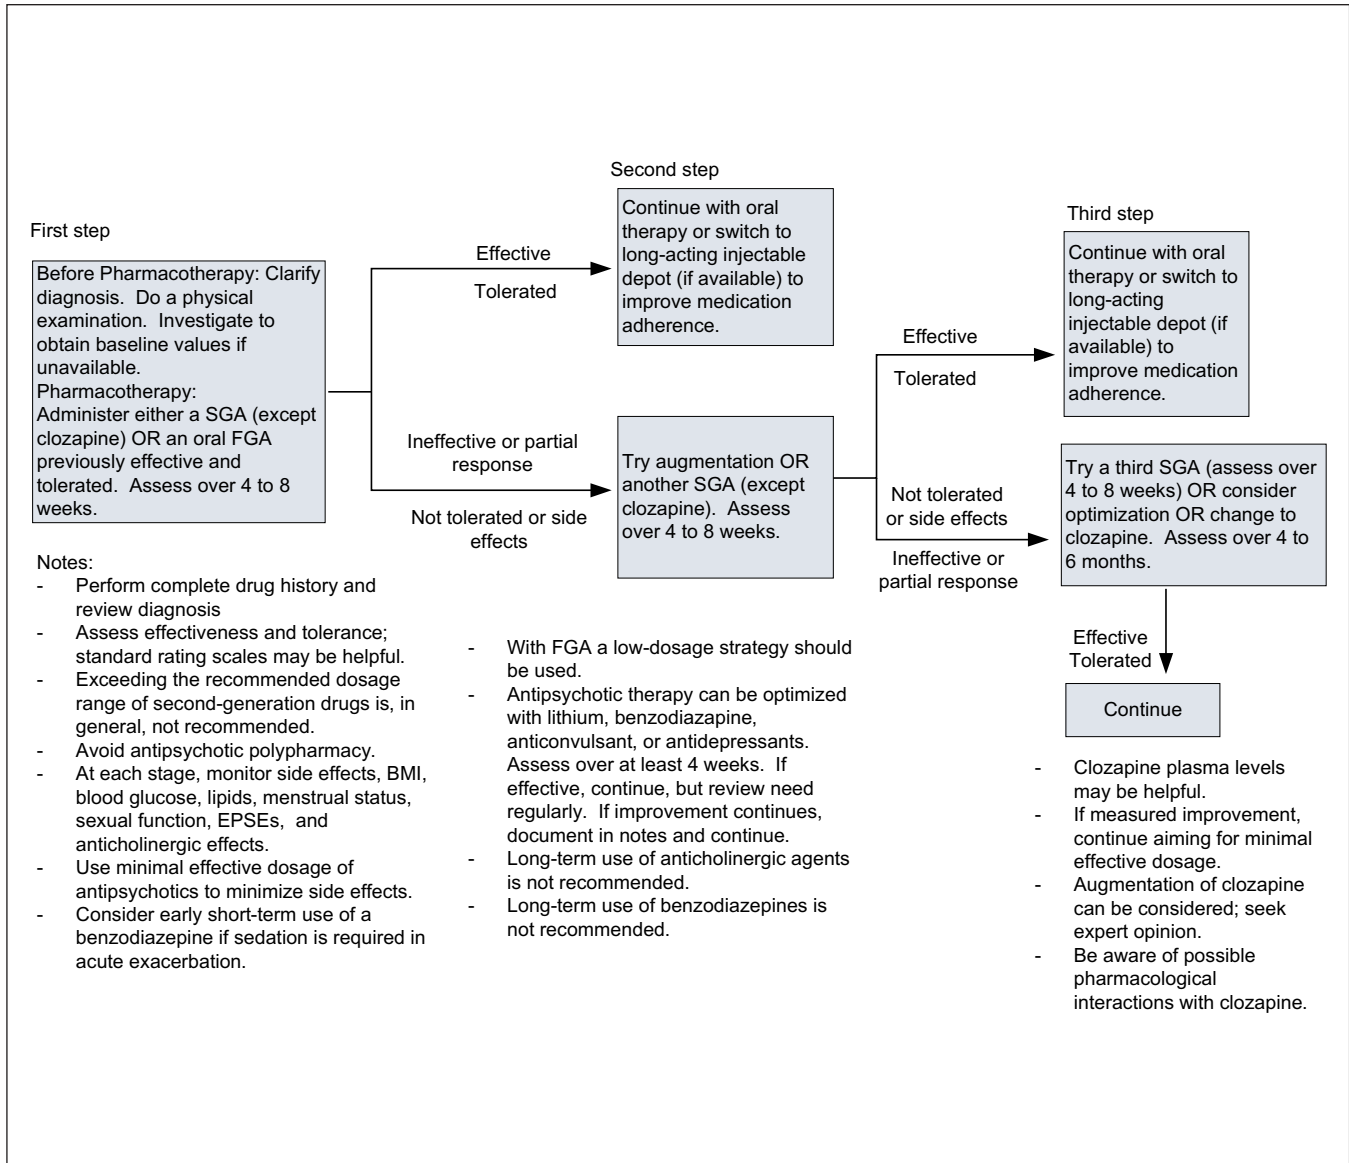 First step
Before Pharmacotherapy: Clarify
diagnosis. Do a physical
examination. Investigate to
obtain baseline values if
unavailable.
Pharmacotherapy:
Administer either a SGA (except
clozapine) OR an oral FGA
previously effective and
tolerated. Assess over 4 to 8
weeks.
Notes:
- Perform complete drug history and
review diagnosis
- Assess effectiveness and tolerance;
standard rating scales may be helpful.
- Exceeding the recommended dosage
range of second-generation drugs is, in
general, not recommended.
- Avoid antipsychotic polypharmacy.
- At each stage, monitor side effects, BMI,
blood glucose, lipids, menstrual status,
sexual function, EPSEs, and
anticholinergic effects.
- Use minimal effective dosage of
antipsychotics to minimize side effects.
- Consider early short-term use of a
benzodiazepine if sedation is required in
acute exacerbation.
Effective
Tolerated
Ineffective or partial
response
Not tolerated or side
effects
Second step
Continue with oral
therapy or switch to
long-acting injectable
depot (if available) to
improve medication
adherence.
Try augmentation OR
another SGA (except
clozapine). Assess
over 4 to 8 weeks.
- With FGA a low-dosage strategy should
be used.
- Antipsychotic therapy can be optimized
with lithium, benzodiazapine,
anticonvulsant, or antidepressants.
Assess over at least 4 weeks. If
effective, continue, but review need
regularly. If improvement continues,
document in notes and continue.
- Long-term use of anticholinergic agents
is not recommended.
- Long-term use of benzodiazepines is
not recommended.
Effective
Tolerated
Not tolerated
or side effects
Ineffective or
partial response
Third step
Continue with oral
therapy or switch to
long-acting
injectable depot (if
available) to
improve medication
adherence.
Try a third SGA (assess over
4 to 8 weeks) OR consider
optimization OR change to
clozapine. Assess over 4 to
6 months.
Effective
Tolerated
Continue
- Clozapine plasma levels
may be helpful.
- If measured improvement,
continue aiming for minimal
effective dosage.
- Augmentation of clozapine
can be considered; seek
expert opinion.
- Be aware of possible
pharmacological
interactions with clozapine.